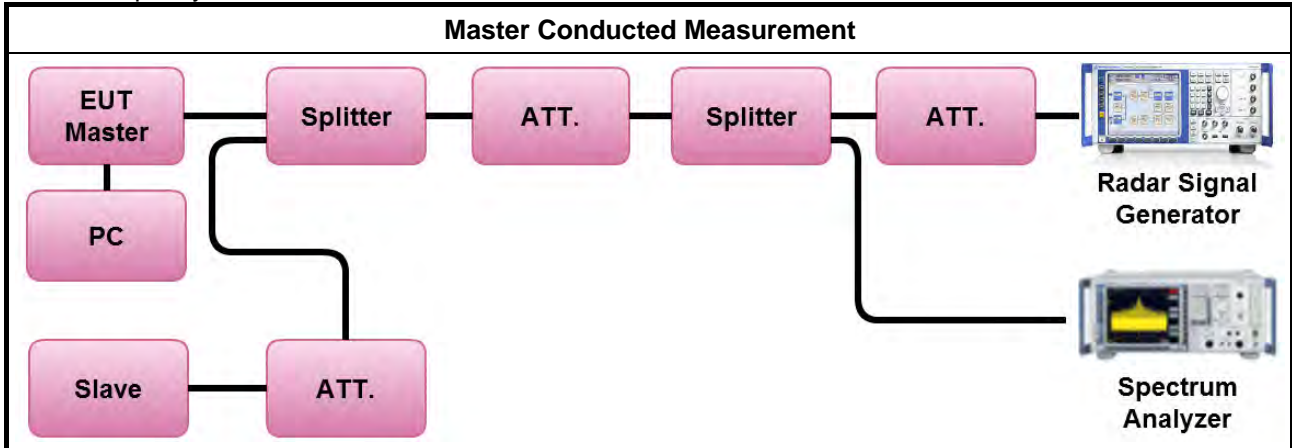 Master Conducted Measurement
EUT
Master
Splitter
ATT.
Splitter
ATT.
Radar Signal
Generator
PC
Slave
ATT.
Spectrum
Analyzer